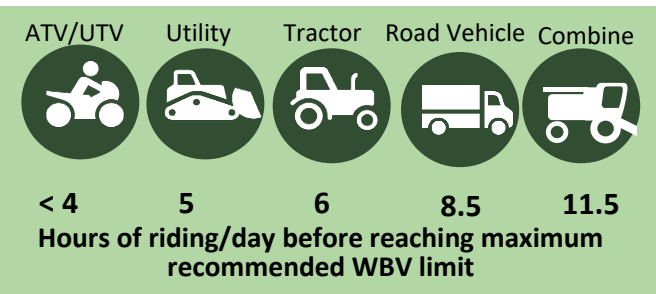 ATV/UTV Utility Tractor Road Vehicle Combine
< 4 5 6 8.5 11.5
Hours of riding/day before reaching maximum
recommended WBV limit